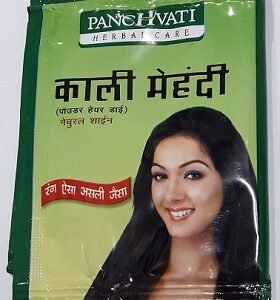 PANCHVATI
HERBAL CARE
काली मेहंदी
(पाउडर हेयर डाई)
नेचुरल शाईन
रंग ऐसा असली जैसा